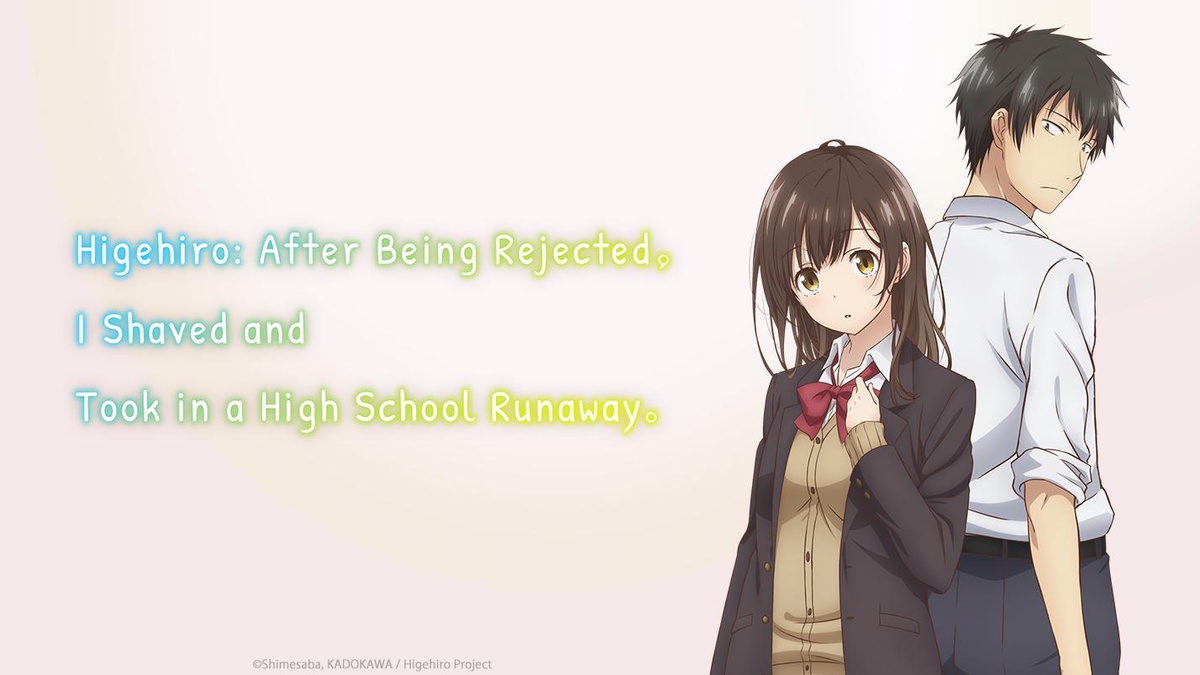 Higehiro: After Being Rejected,
I Shaved and
Took in a High School Runaway。
©Shimesaba, KADOKAWA / Higehiro Project